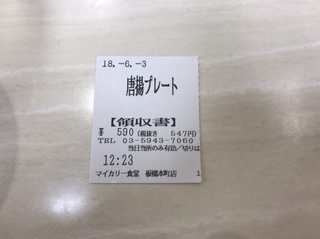 18.-6.-3
唐揚プレート
【領収書】
¥ 590(税抜き 547円)
TEL 03-5943-7060
当日当所のみ有効/切りは
12:23
マイカリー食堂 板橋本町店 1